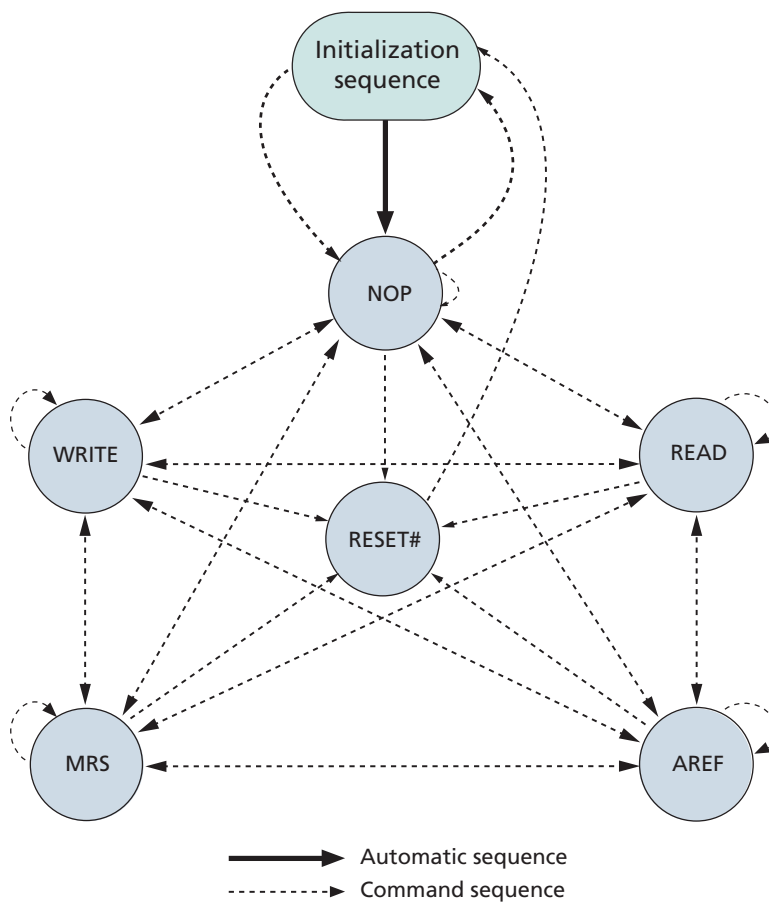 Initialization
sequence
NOP
WRITE
READ
RESET#
MRS
AREF
Automatic sequence
Command sequence